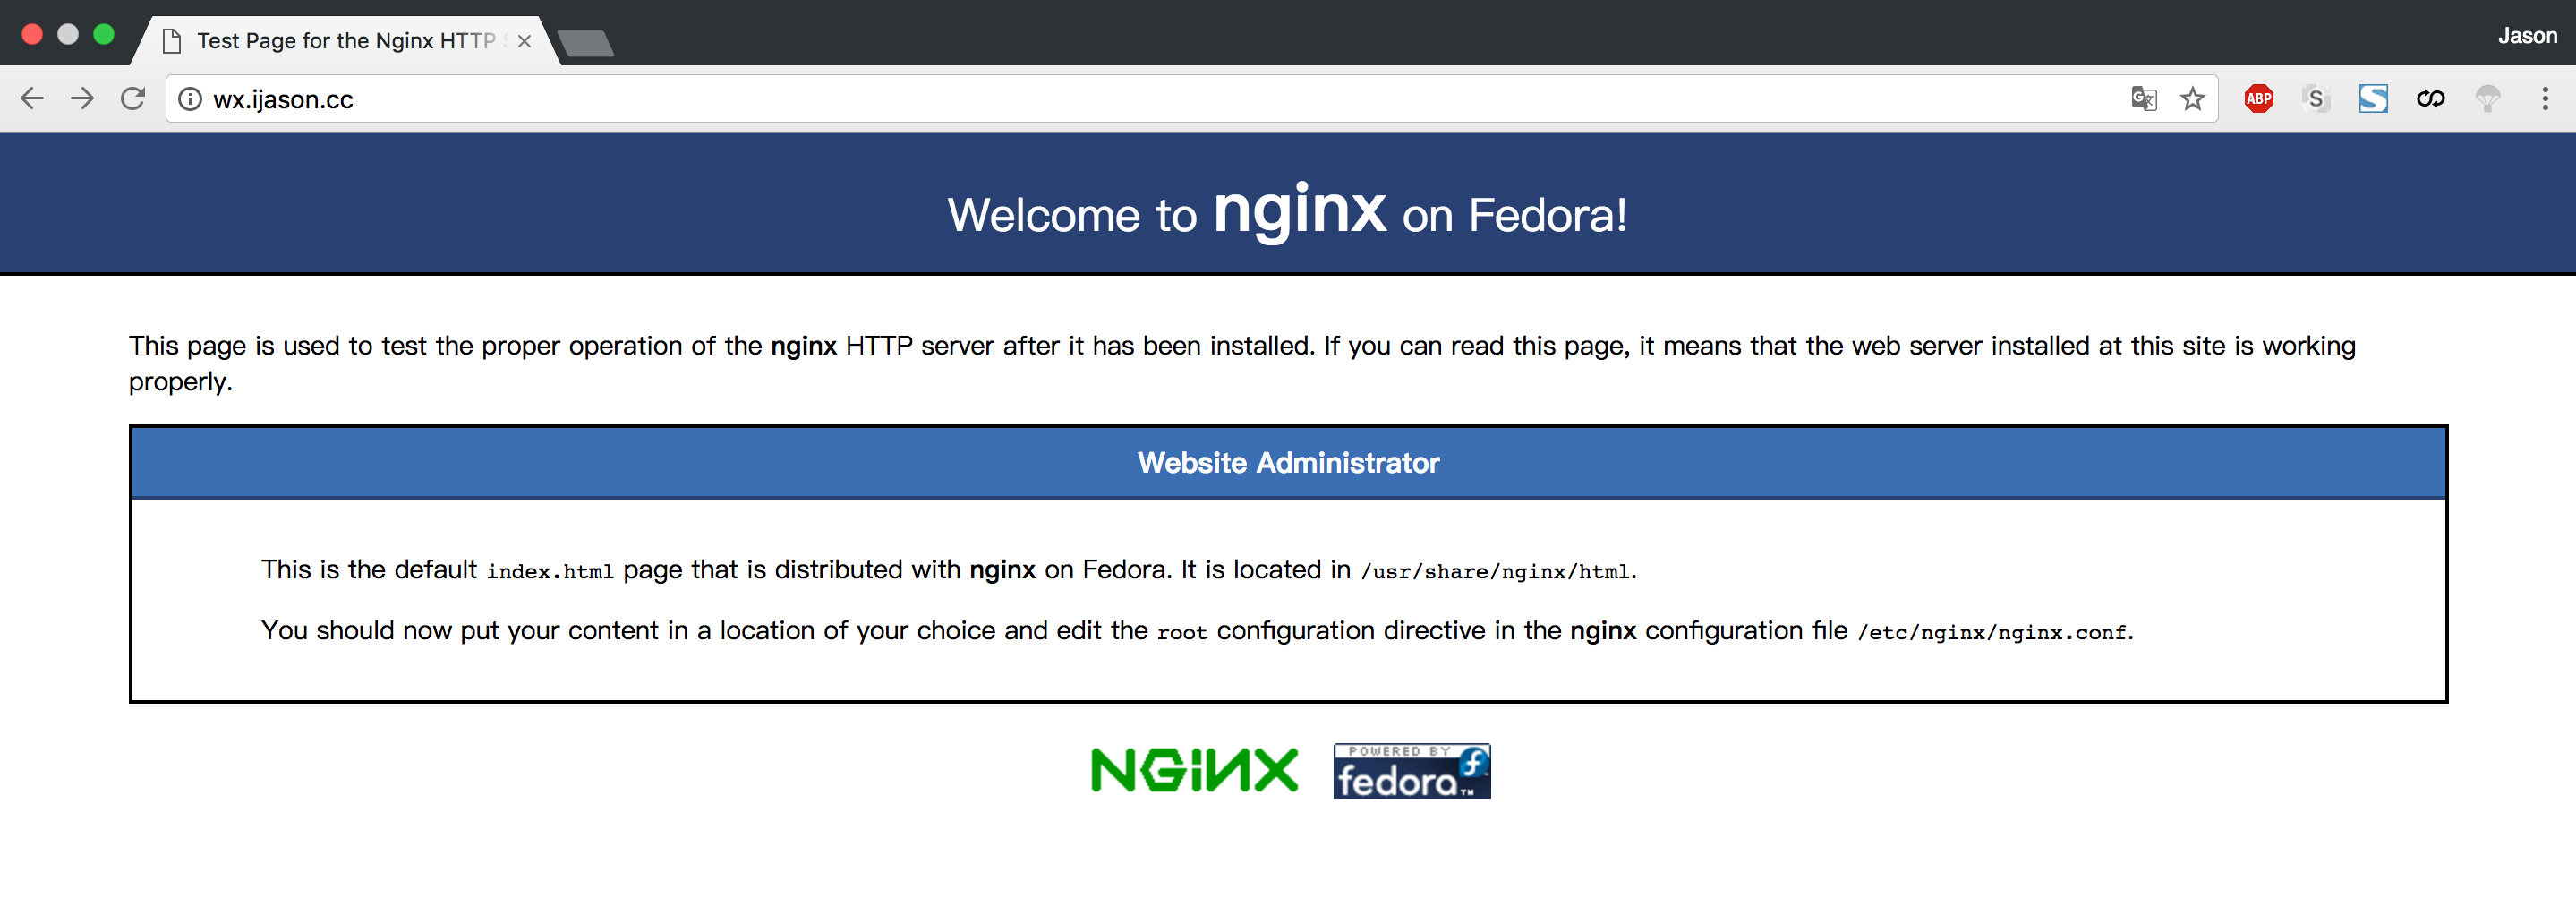 Test Page for the Nginx HTTP S
Jason
wx.ijason.cc
ABP
S
Welcome to nginx on Fedora!
This page is used to test the proper operation of the nginx HTTP server after it has been installed. If you can read this page, it means that the web server installed at this site is working
properly.
Website Administrator
This is the default index.html page that is distributed with nginx on Fedora. It is located in /usr/share/nginx/html.
You should now put your content in a location of your choice and edit the root configuration directive in the nginx configuration file /etc/nginx/nginx.conf.
NGINX
POWERED BY
fedora™